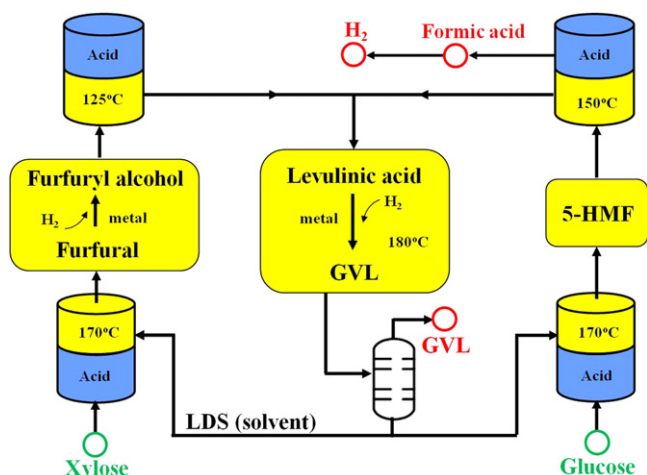 H₂
Formic acid
Acid
125°C
Acid
150°C
Furfuryl alcohol
H₂ metal
Furfural
Levulinic acid
metal H₂
180°C
GVL
5-HMF
170°C
Acid
GVL
170°C
Acid
LDS (solvent)
Xylose
Glucose